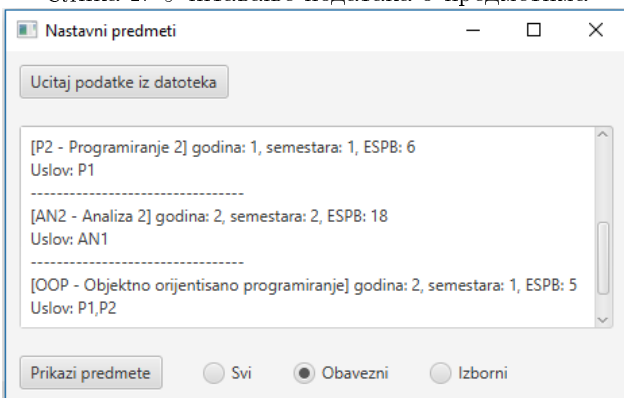 Nastavni predmeti
Ucitaj podatke iz datoteka
[P2 - Programiranje 2] godina: 1, semestara: 1, ESPB: 6
Uslov: P1
---------------------------------
[AN2 - Analiza 2] godina: 2, semestara: 2, ESPB: 18
Uslov: AN1
---------------------------------
[OOP - Objektno orijentisano programiranje] godina: 2, semestara: 1, ESPB: 5
Uslov: P1,P2
Prikazi predmete Svi Obavezni Izborni